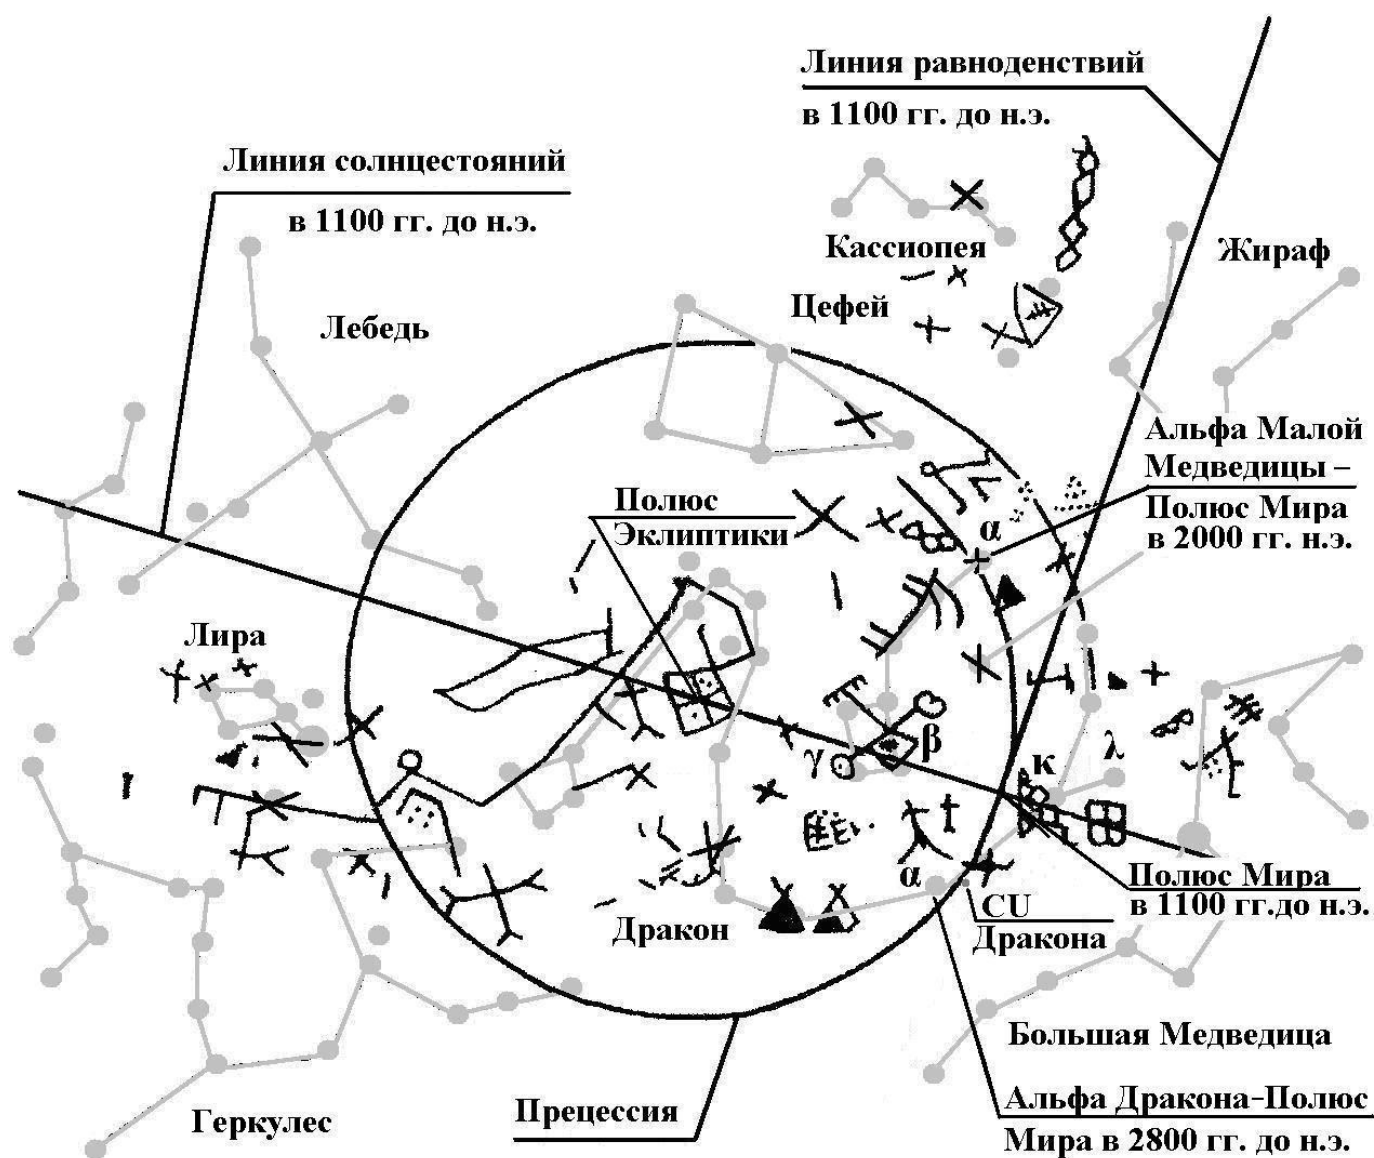 Линия равноденствий
в 1100 гг. до н.э.
Линия солнцестояний
в 1100 гг. до н.э.
Кассиопея
Жираф
Цефей
Лебедь
Альфа Малой
Медведицы –
Полюс Мира
в 2000 гг. н.э.
Полюс
Эклиптики
α
Лира
β
γ
κ
λ
α
Полюс Мира
в 1100 гг.до н.э.
CU
Дракона
Дракон
Большая Медведица
Геркулес
Прецессия
Альфа Дракона-Полюс
Мира в 2800 гг. до н.э.